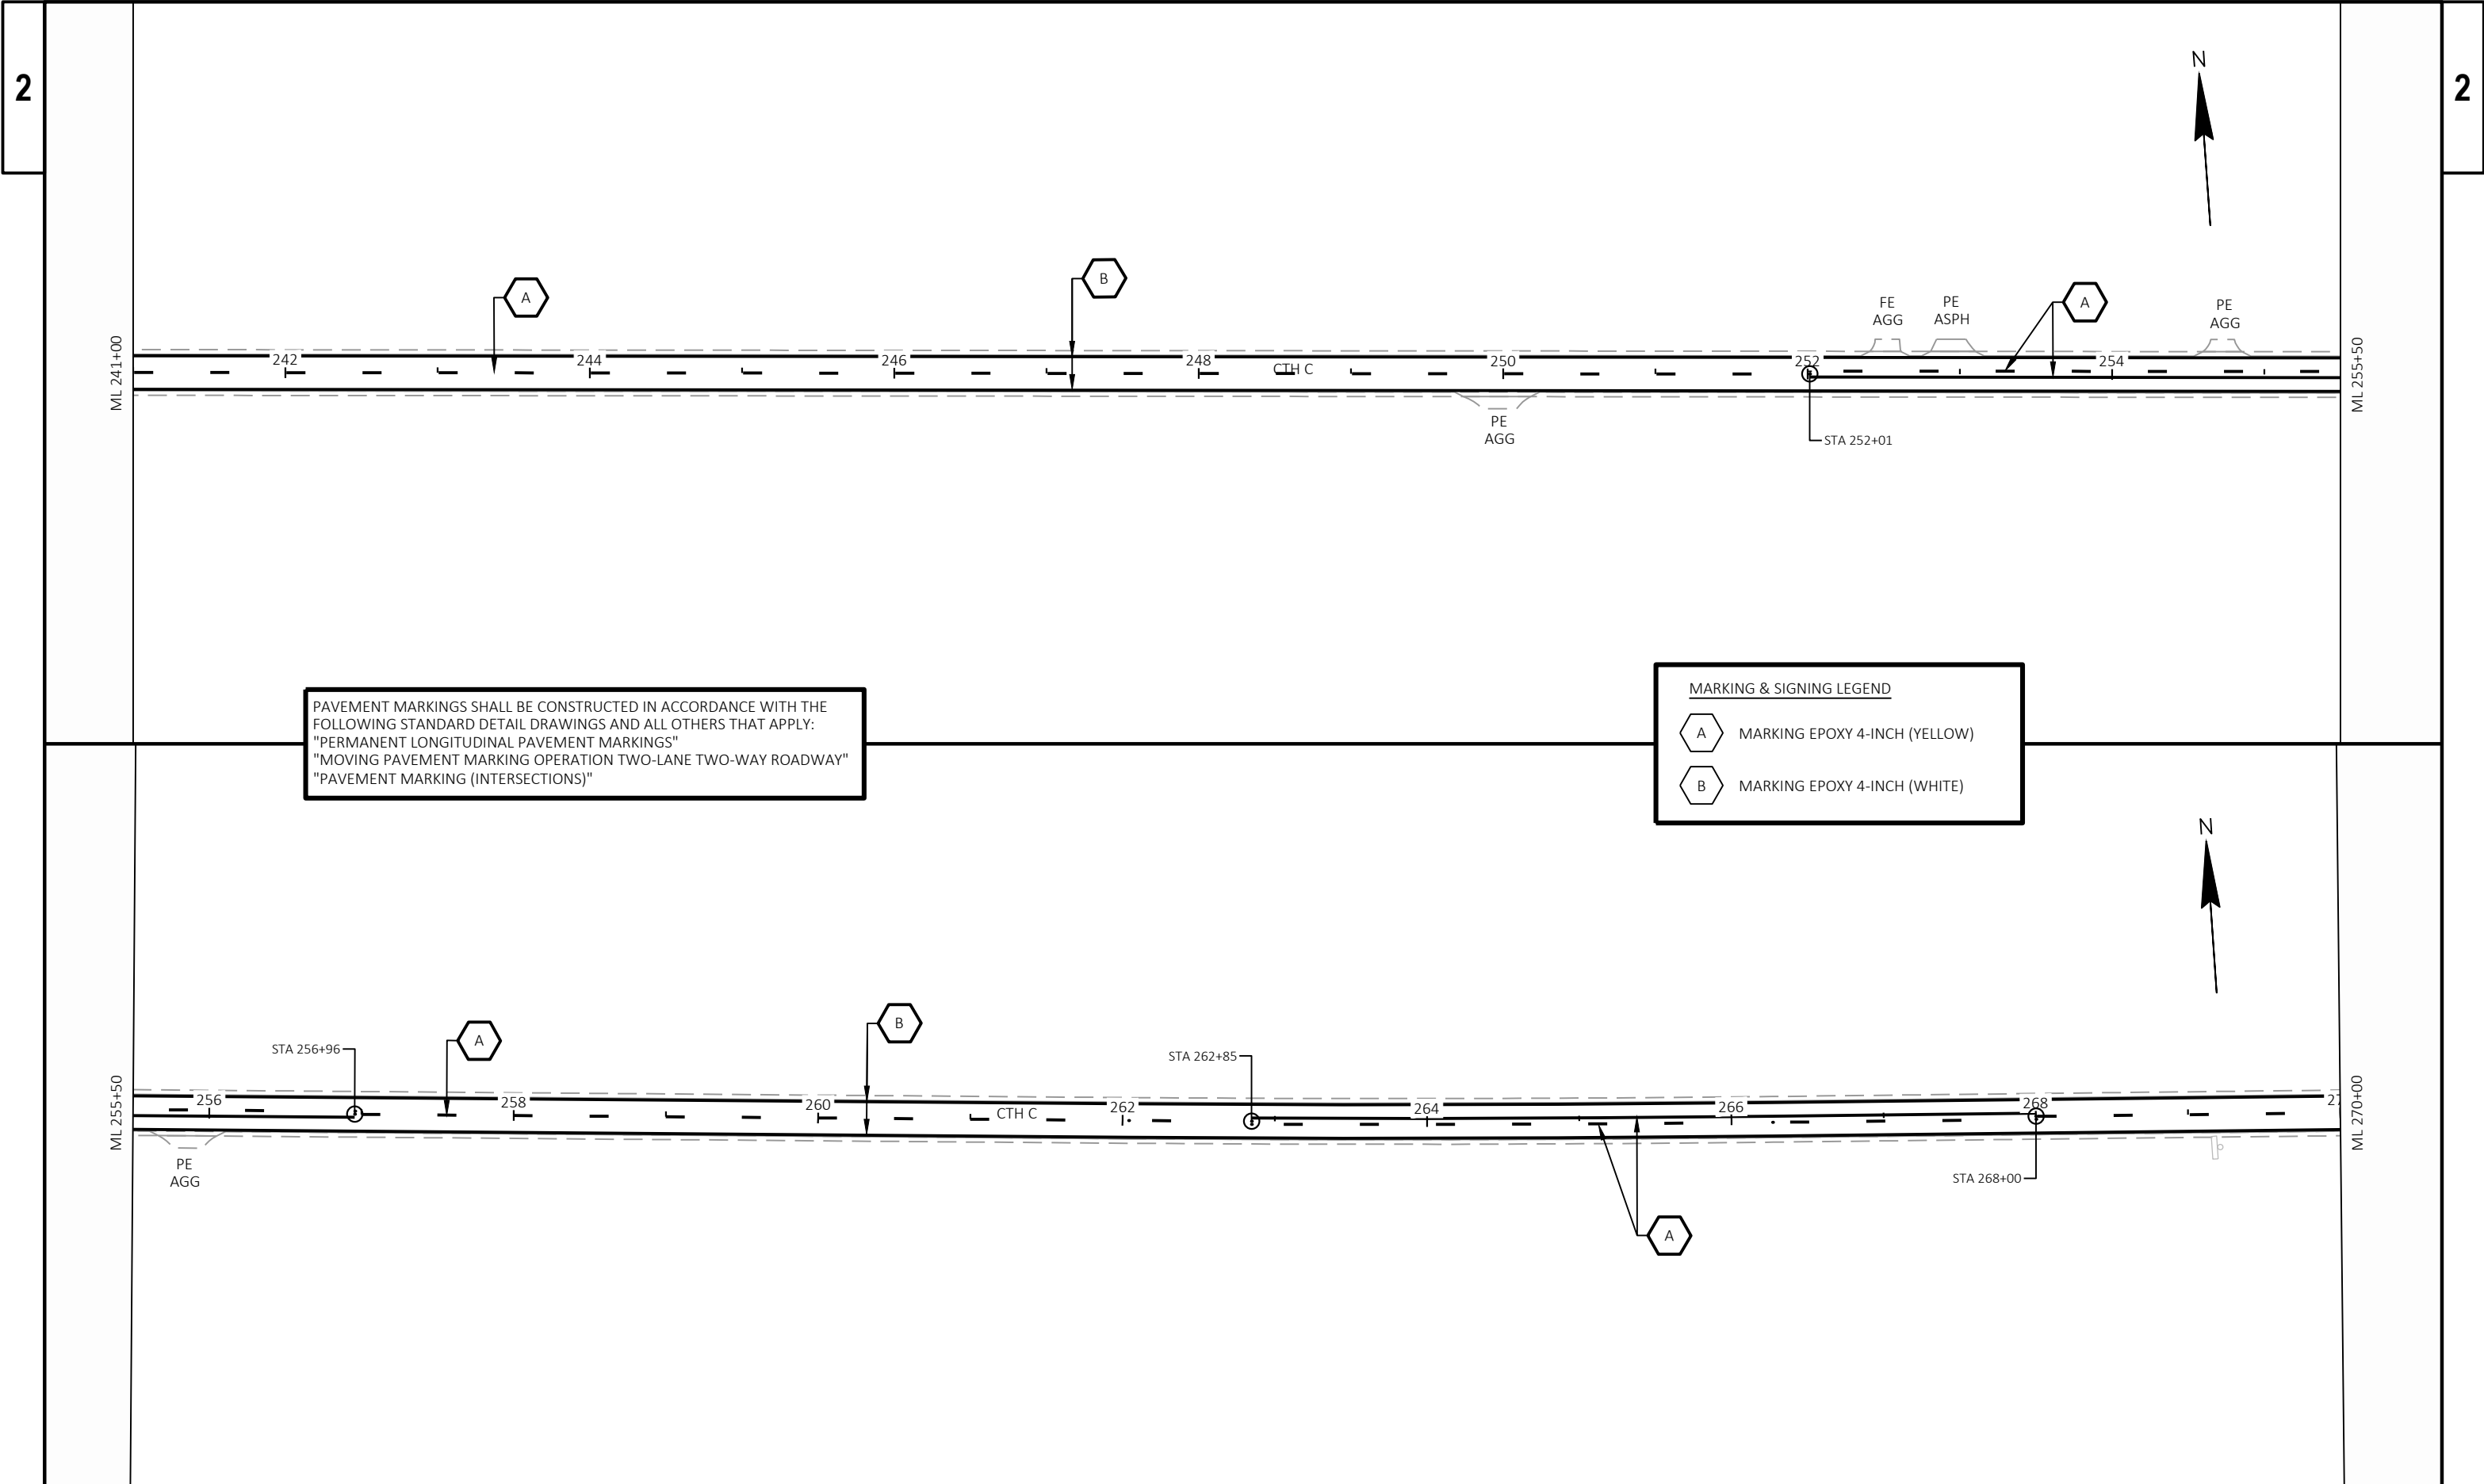 2
2
N
A
B
FE
AGG
PE
ASPH
A
PE
AGG
ML 241+00
242
244
246
248
CTH C
250
252
254
ML 255+50
PE
AGG
STA 252+01
PAVEMENT MARKINGS SHALL BE CONSTRUCTED IN ACCORDANCE WITH THE
FOLLOWING STANDARD DETAIL DRAWINGS AND ALL OTHERS THAT APPLY:
"PERMANENT LONGITUDINAL PAVEMENT MARKINGS"
"MOVING PAVEMENT MARKING OPERATION TWO-LANE TWO-WAY ROADWAY"
"PAVEMENT MARKING (INTERSECTIONS)"
MARKING & SIGNING LEGEND
A MARKING EPOXY 4-INCH (YELLOW)
B MARKING EPOXY 4-INCH (WHITE)
N
STA 256+96
A
B
STA 262+85
ML 255+50
256
258
260
CTH C
262
264
266
268
27
ML 270+00
PE
AGG
STA 268+00
A